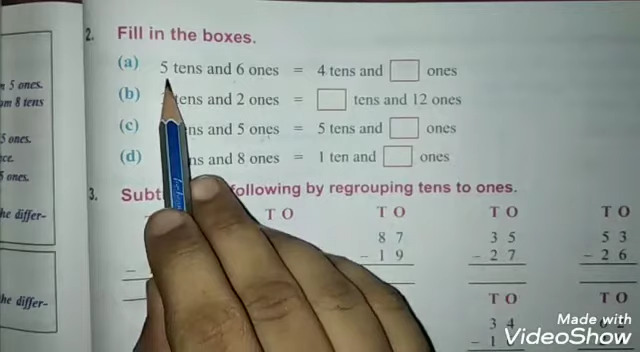 n 5 ones.
om 8 tens
5 ones.
ce.
5 ones.
he differ-
he differ-
2. Fill in the boxes.
(a) 5 tens and 6 ones = 4 tens and ones
(b) tens and 2 ones = tens and 12 ones
(c) ns and 5 ones = 5 tens and ones
(d) ns and 8 ones = 1 ten and ones
3. Subt following by regrouping tens to ones.
T O T O T O T O
8 7 3 5 5 3
- - 1 9 - 2 7 - 2 6
T O T O
3 4
- 1
Made with
VideoShow